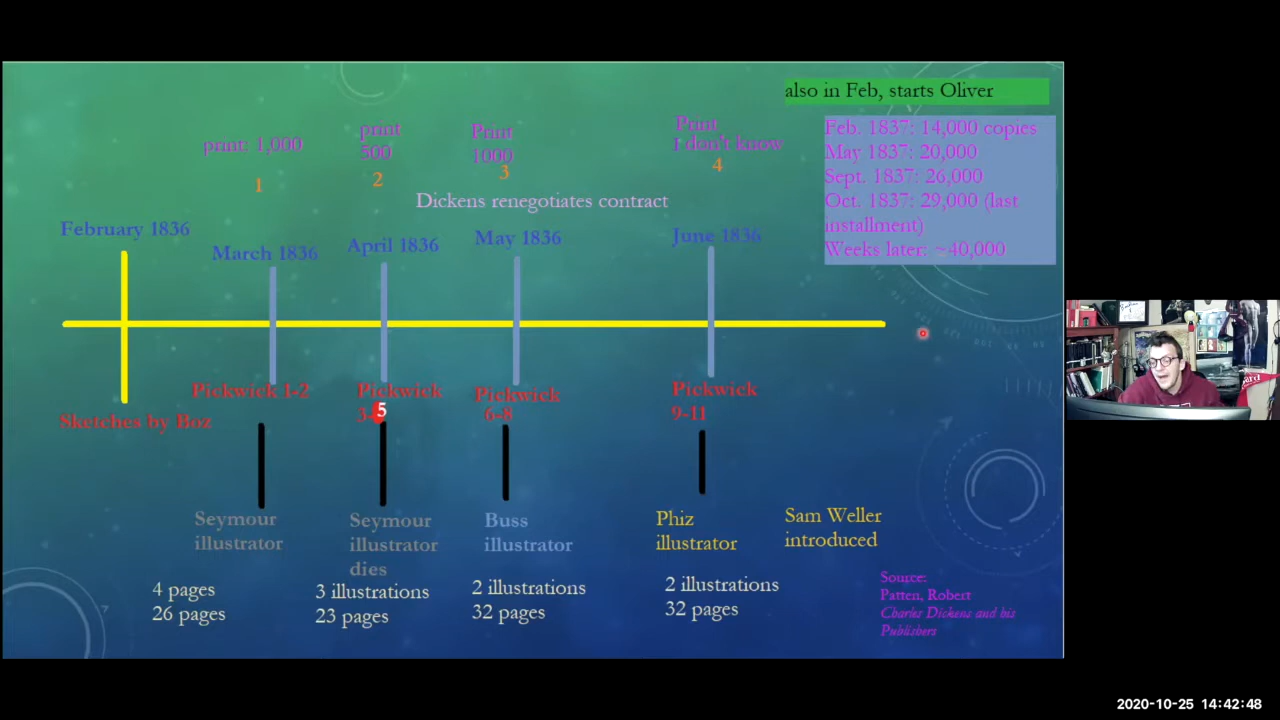 also in Feb, starts Oliver
Feb. 1837: 14,000 copies
May 1837: 20,000
Sept. 1837: 26,000
Oct. 1837: 29,000 (last
installment)
Weeks later: ~40,000
print: 1,000
print
500
Print
1000
Print
I don't know
1
2
3
4
Dickens renegotiates contract
February 1836
March 1836
April 1836
May 1836
June 1836
Sketches by Boz
Pickwick 1-2
Pickwick
3-5
Pickwick
6-8
Pickwick
9-11
Seymour
illustrator
Seymour
illustrator
dies
Buss
illustrator
Phiz
illustrator
Sam Weller
introduced
4 pages
26 pages
3 illustrations
23 pages
2 illustrations
32 pages
2 illustrations
32 pages
Source:
Patten, Robert
Charles Dickens and his
Publishers
2020-10-25 14:42:48